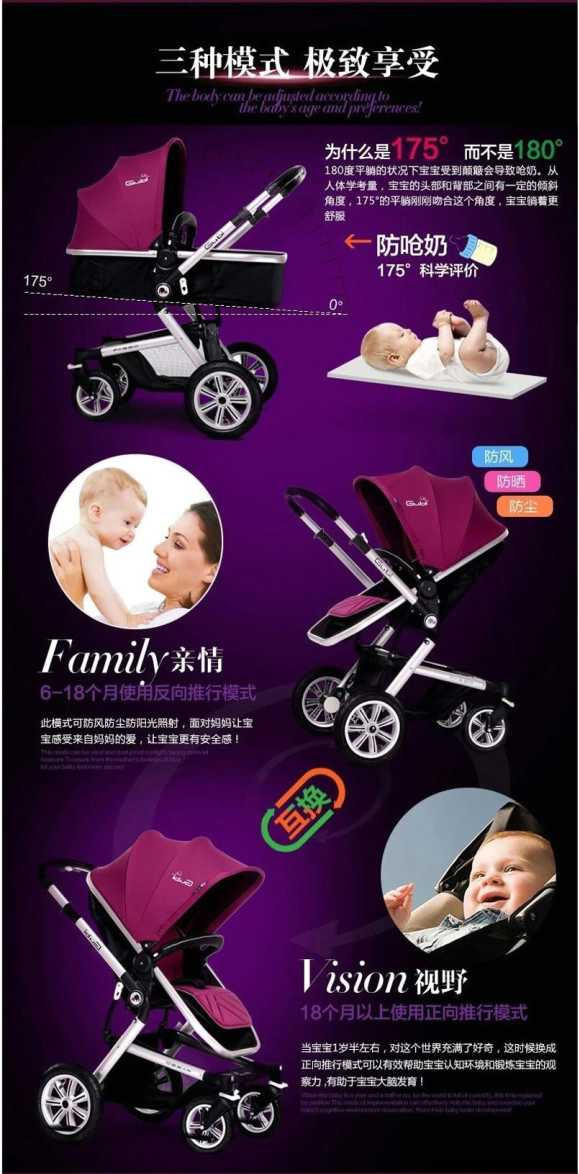 三种模式 极致享受
The body can be adjusted according to
the baby's age and preferences!
为什么是175° 而不是180°
180度平躺的状况下宝宝受到颠簸会导致呛奶。从
人体学考量，宝宝的头部和背部之间有一定的倾斜
角度，175°的平躺刚刚吻合这个角度，宝宝躺着更
舒服
防呛奶
175° 科学评价
175°
0°
防风
防晒
防尘
Family 亲情
6-18个月使用反向推行模式
此模式可防风防尘防阳光照射，面对妈妈让宝
宝感受来自妈妈的爱，让宝宝更有安全感！
互换
Vision 视野
18个月以上使用正向推行模式
当宝宝1岁半左右，对这个世界充满了好奇，这时候换成
正向推行模式可以有效帮助宝宝认知环境和锻炼宝宝的观
察力，有助于宝宝大脑发育！